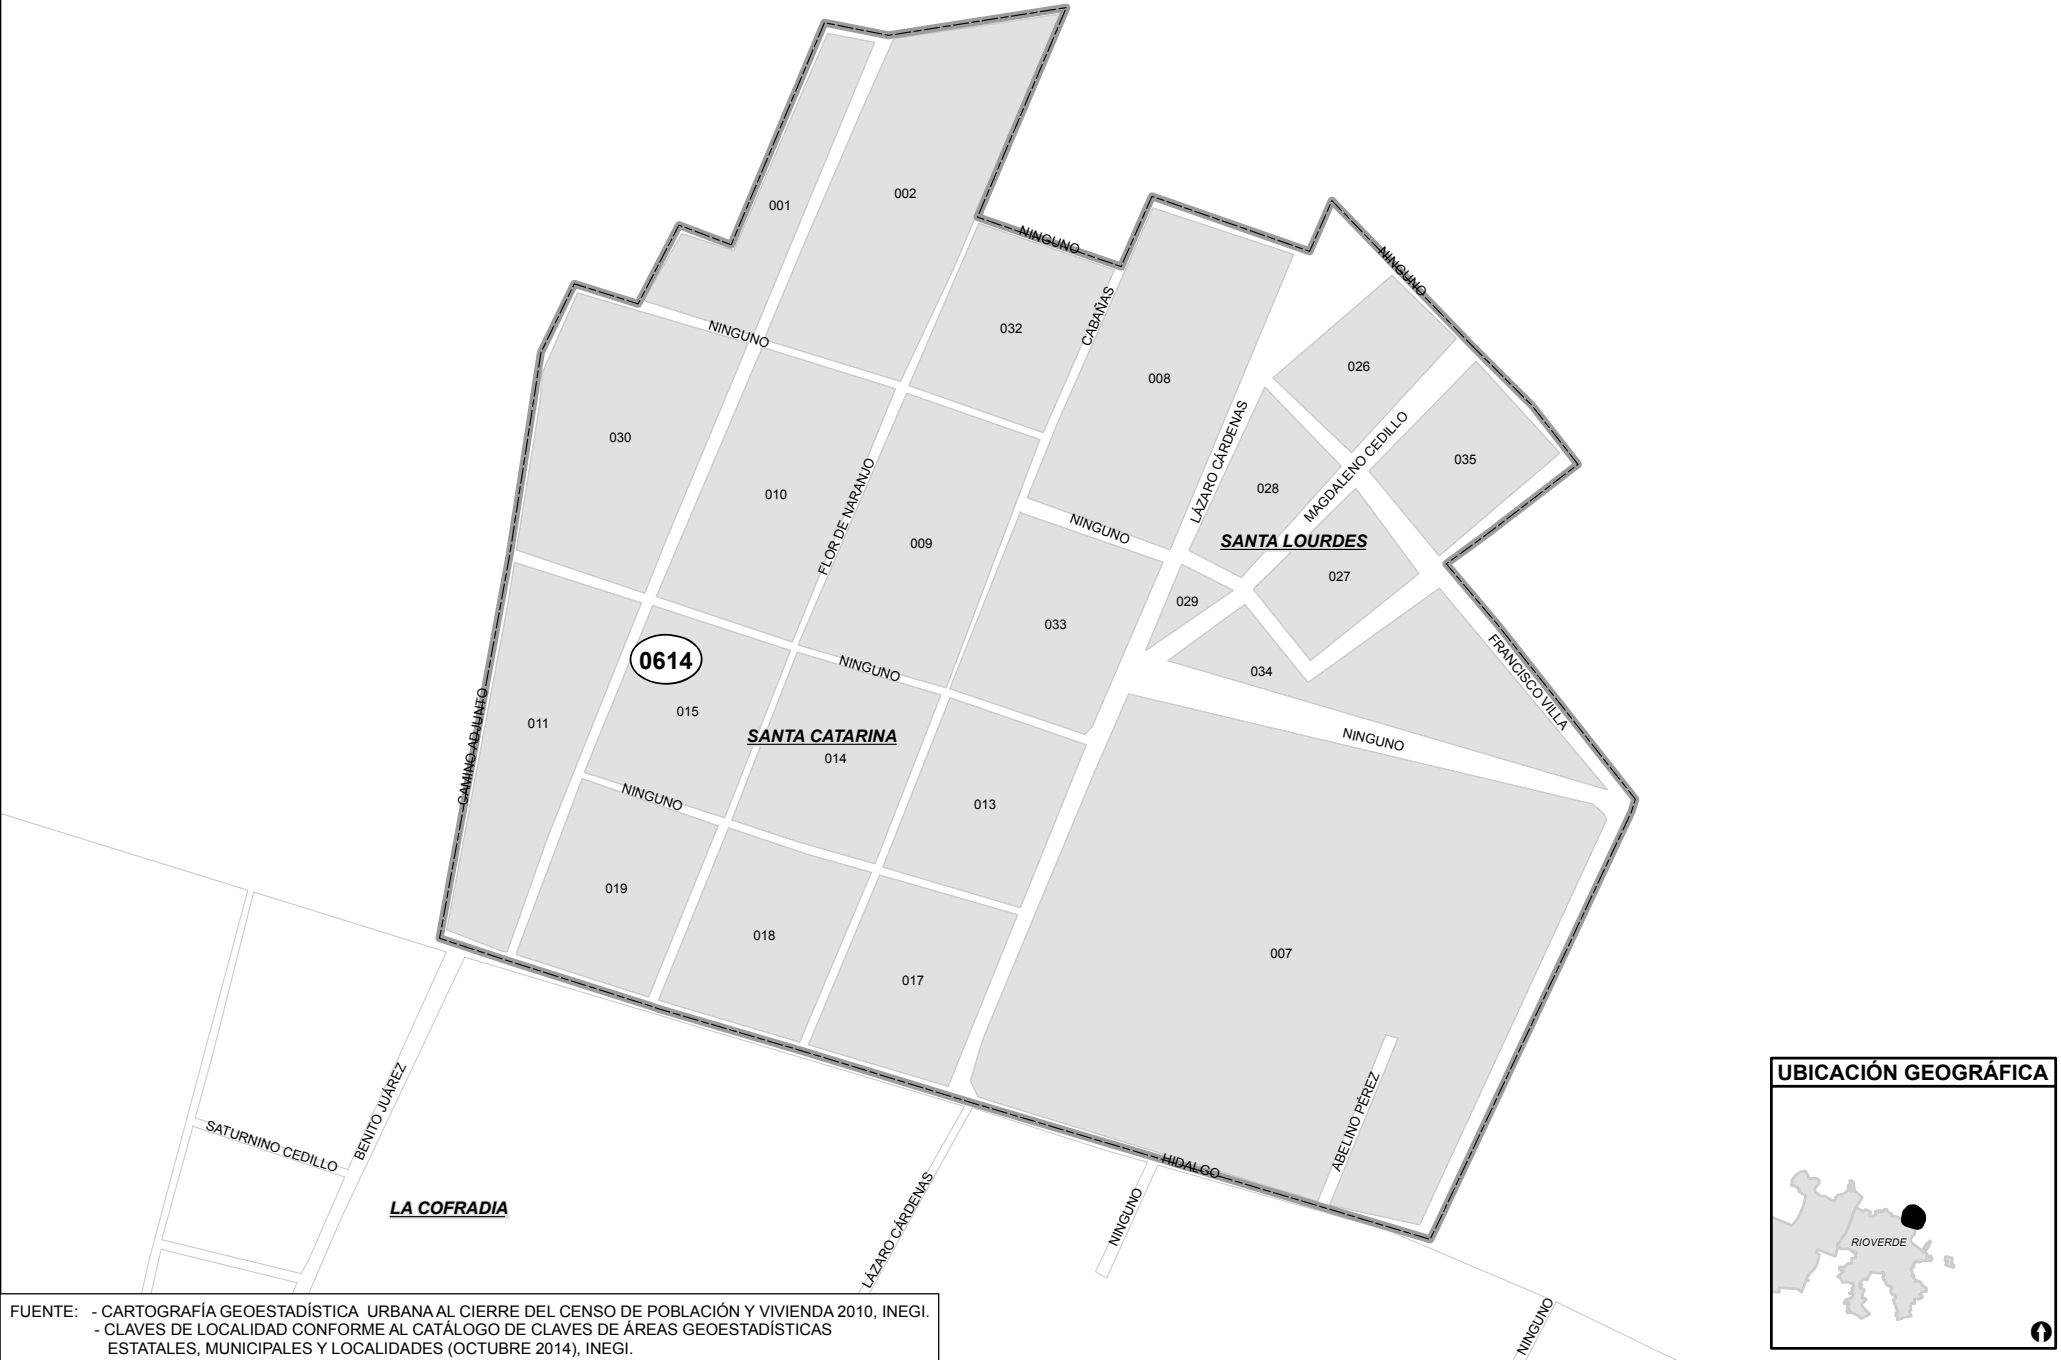 002
001
NINGUNO
NINGUNO
032
CABAÑAS
NINGUNO
008
026
030
LÁZARO CÁRDENAS
MAGDALENO CEDILLO
035
010
FLOR DE NARANJO
028
NINGUNO
009
SANTA LOURDES
027
029
033
0614
NINGUNO
034
FRANCISCO VILLA
015
011
CAMINO ADJUNTO
SANTA CATARINA
014
NINGUNO
NINGUNO
013
019
018
007
017
UBICACIÓN GEOGRÁFICA
BENITO JUÁREZ
ABELINO PÉREZ
SATURNINO CEDILLO
HIDALGO
LA COFRADIA
NINGUNO
LÁZARO CÁRDENAS
RIOVERDE
NINGUNO
FUENTE: - CARTOGRAFÍA GEOESTADÍSTICA URBANA AL CIERRE DEL CENSO DE POBLACIÓN Y VIVIENDA 2010, INEGI.
- CLAVES DE LOCALIDAD CONFORME AL CATÁLOGO DE CLAVES DE ÁREAS GEOESTADÍSTICAS
ESTATALES, MUNICIPALES Y LOCALIDADES (OCTUBRE 2014), INEGI.